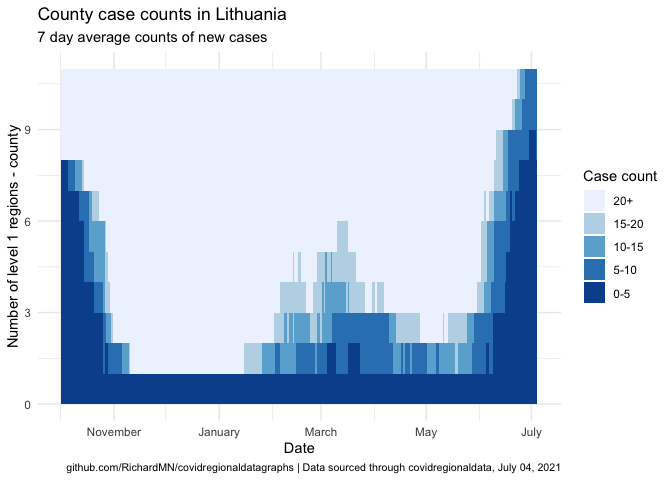 County case counts in Lithuania
7 day average counts of new cases
Number of level 1 regions - county
9
6
3
0
November
January
March
May
July
Date
Case count
20+
15-20
10-15
5-10
0-5
github.com/RichardMN/covidregionaldatagraphs | Data sourced through covidregionaldata, July 04, 2021